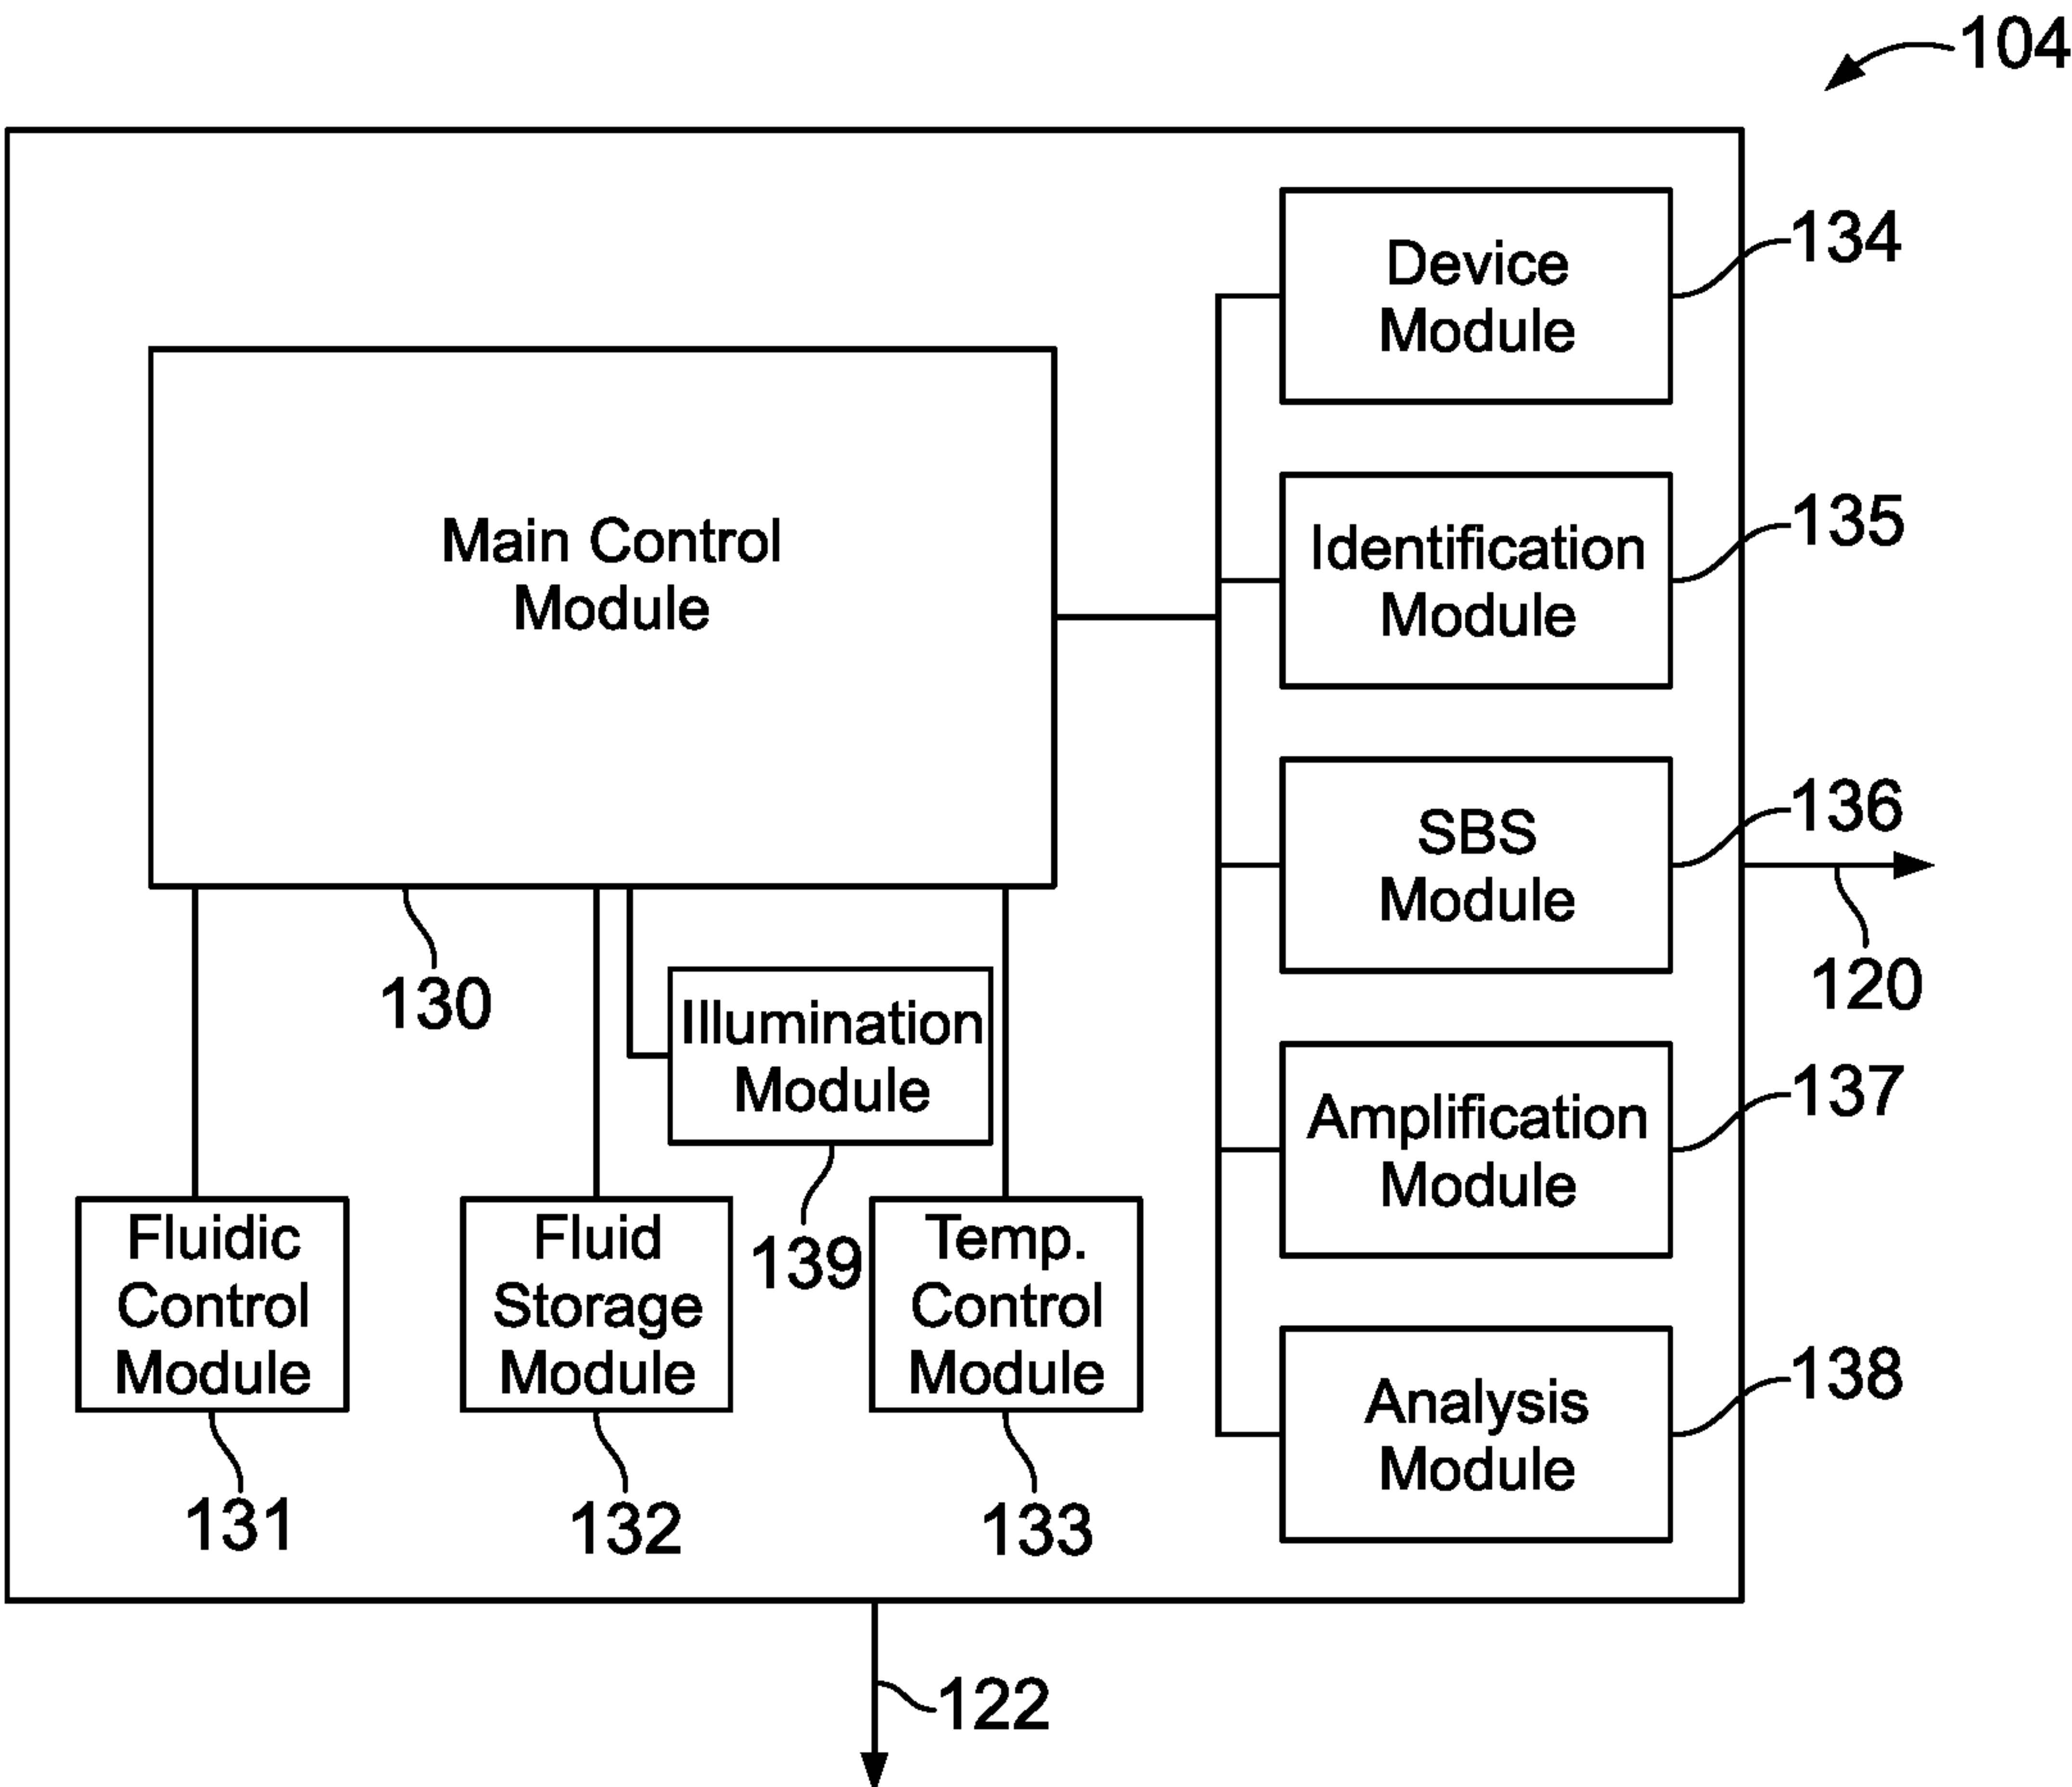 104
Device
Module
134
Main Control
Module
Identification
Module
135
SBS
Module
136
120
130
Illumination
Module
139
Amplification
Module
137
Fluidic
Control
Module
131
Fluid
Storage
Module
132
Temp.
Control
Module
133
Analysis
Module
138
122